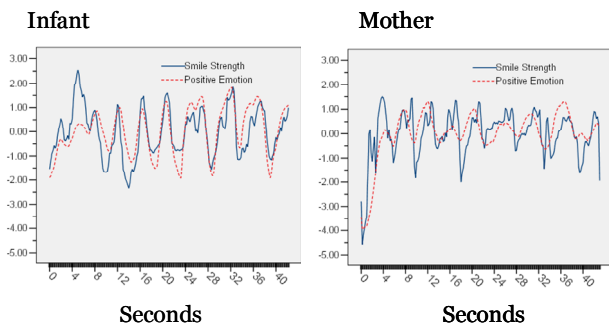 Infant
Mother
Smile Strength
Positive Emotion
3.00
2.00
1.00
0.00
-1.00
-2.00
-3.00
-4.00
-5.00
0 4 8 12 16 20 24 28 32 36 40
Seconds
Smile Strength
Positive Emotion
3.00
2.00
1.00
0.00
-1.00
-2.00
-3.00
-4.00
-5.00
0 4 8 12 16 20 24 28 32 36 40
Seconds